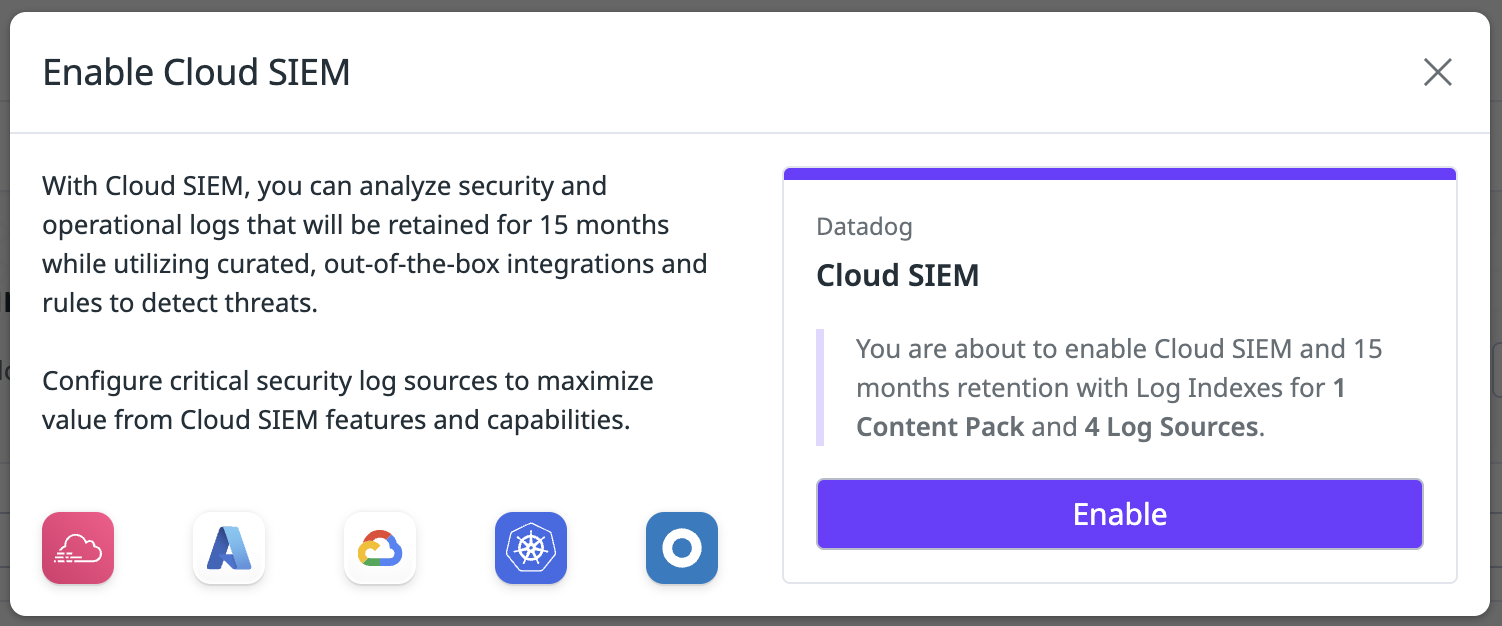 Enable Cloud SIEM
With Cloud SIEM, you can analyze security and
operational logs that will be retained for 15 months
while utilizing curated, out-of-the-box integrations and
rules to detect threats.
Configure critical security log sources to maximize
value from Cloud SIEM features and capabilities.
Datadog
Cloud SIEM
You are about to enable Cloud SIEM and 15
months retention with Log Indexes for 1
Content Pack and 4 Log Sources.
Enable